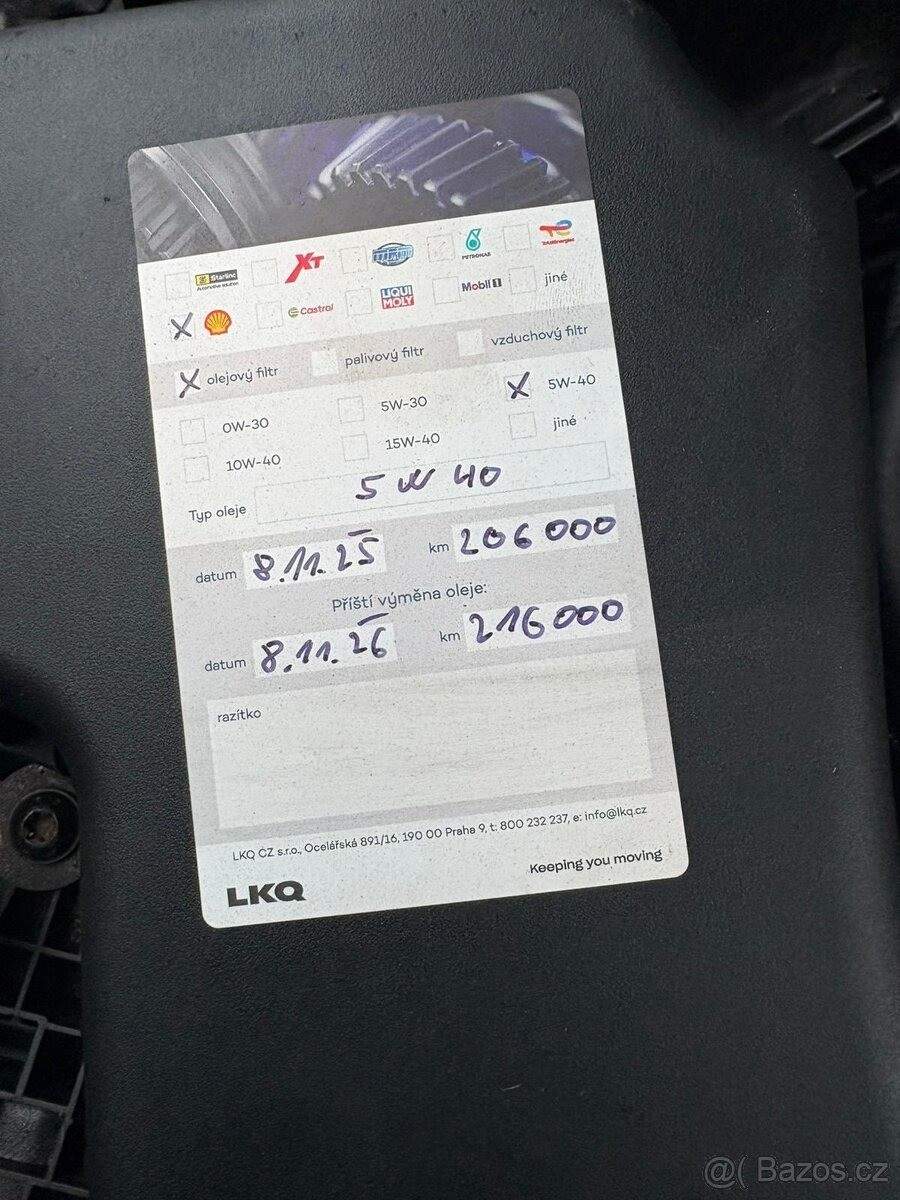 Starline
Automotive solution
XT
PETRONAS
TotalEnergies
Castrol
LIQUI MOLY
Mobil 1
jiné
X
X olejový filtr palivový filtr vzduchový filtr
0W-30 5W-30 X 5W-40
10W-40 15W-40 jiné
Typ oleje 5W40
datum 8.11.25 km 206000
Příští výměna oleje:
datum 8.11.26 km 216000
razítko
LKQ CZ s.r.o., Ocelářská 891/16, 190 00 Praha 9, t: 800 232 237, e: info@lkq.cz
LKQ Keeping you moving
@( Bazos.cz